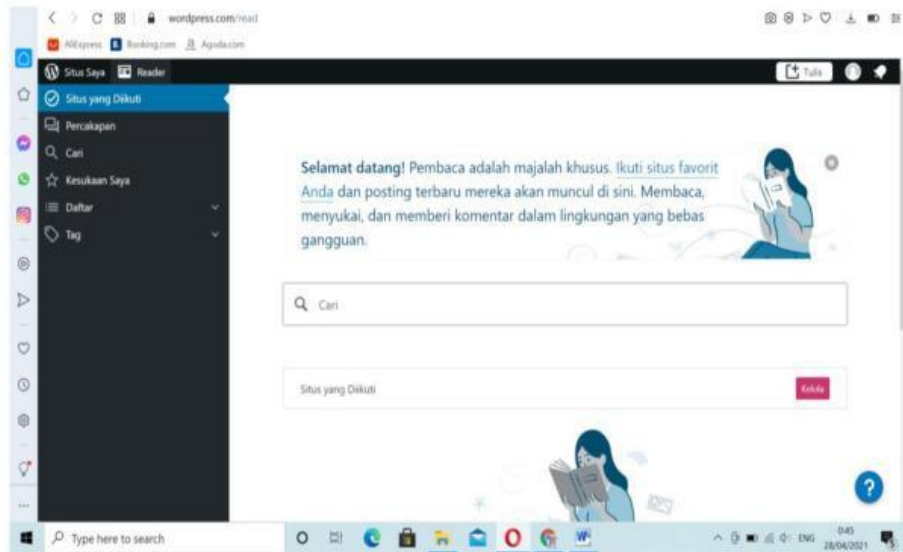 wordpress.com/read
AliExpress Booking.com Agoda.com
Situs Saya Reader Tulis
Situs yang Diikuti
Percakapan
Cari
Kesukaan Saya
Daftar
Tag
Selamat datang! Pembaca adalah majalah khusus. Ikuti situs favorit
Anda dan posting terbaru mereka akan muncul di sini. Membaca,
menyukai, dan memberi komentar dalam lingkungan yang bebas
gangguan.
Cari
Situs yang Diikuti Kelola
?
Type here to search
ENG
0:45
28/04/2021